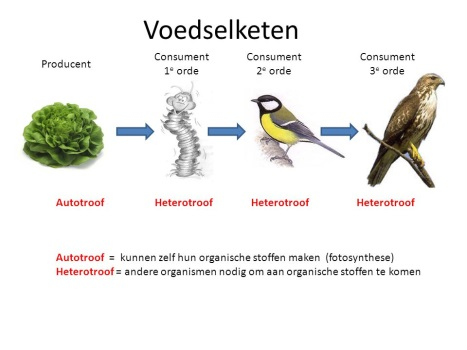 Voedselketen
Producent
Consument
1e orde
Consument
2e orde
Consument
3e orde
Autotroof
Heterotroof
Heterotroof
Heterotroof
Autotroof = kunnen zelf hun organische stoffen maken (fotosynthese)
Heterotroof = andere organismen nodig om aan organische stoffen te komen